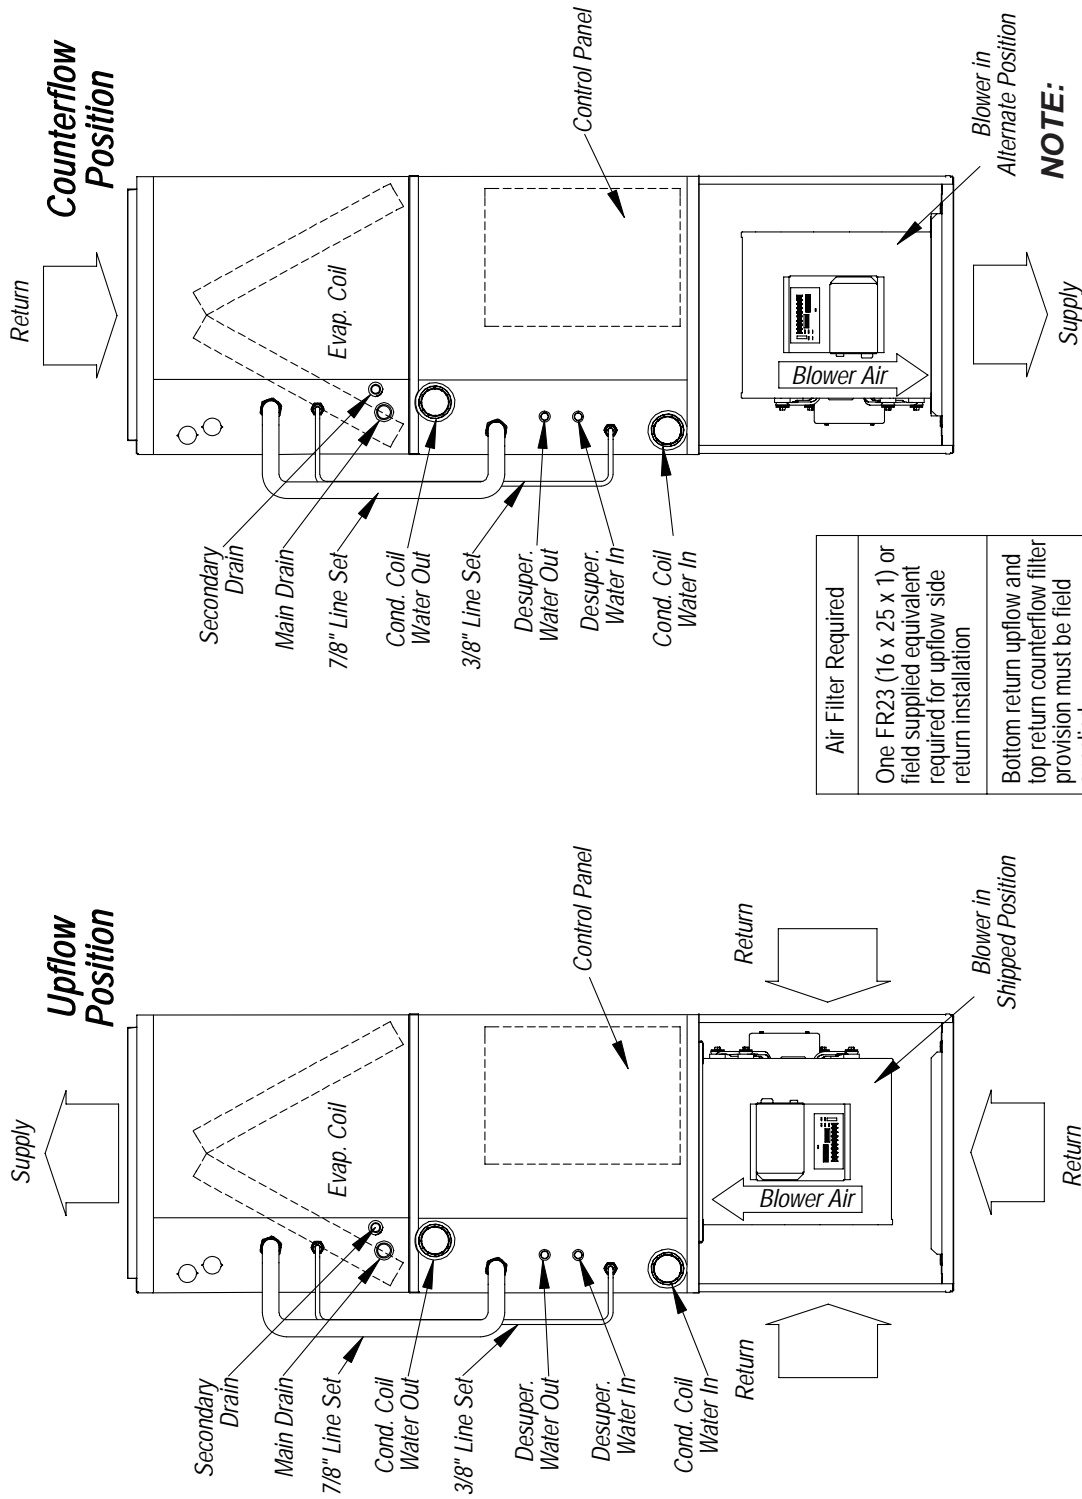 Upflow
Position
Supply
Evap. Coil
Control Panel
Secondary
Drain
Main Drain
7/8" Line Set
Cond. Coil
Water Out
3/8" Line Set
Desuper.
Water Out
Desuper.
Water In
Cond. Coil
Water In
Return
Return
Return
Blower Air
Blower in
Shipped Position
Counterflow
Position
Return
Evap. Coil
Control Panel
Secondary
Drain
Main Drain
7/8" Line Set
Cond. Coil
Water Out
3/8" Line Set
Desuper.
Water Out
Desuper.
Water In
Cond. Coil
Water In
Blower Air
Blower in
Alternate Position
Supply
NOTE:
Air Filter Required
One FR23 (16 x 25 x 1) or
field supplied equivalent
required for upflow side
return installation
Bottom return upflow and
top return counterflow filter
provision must be field